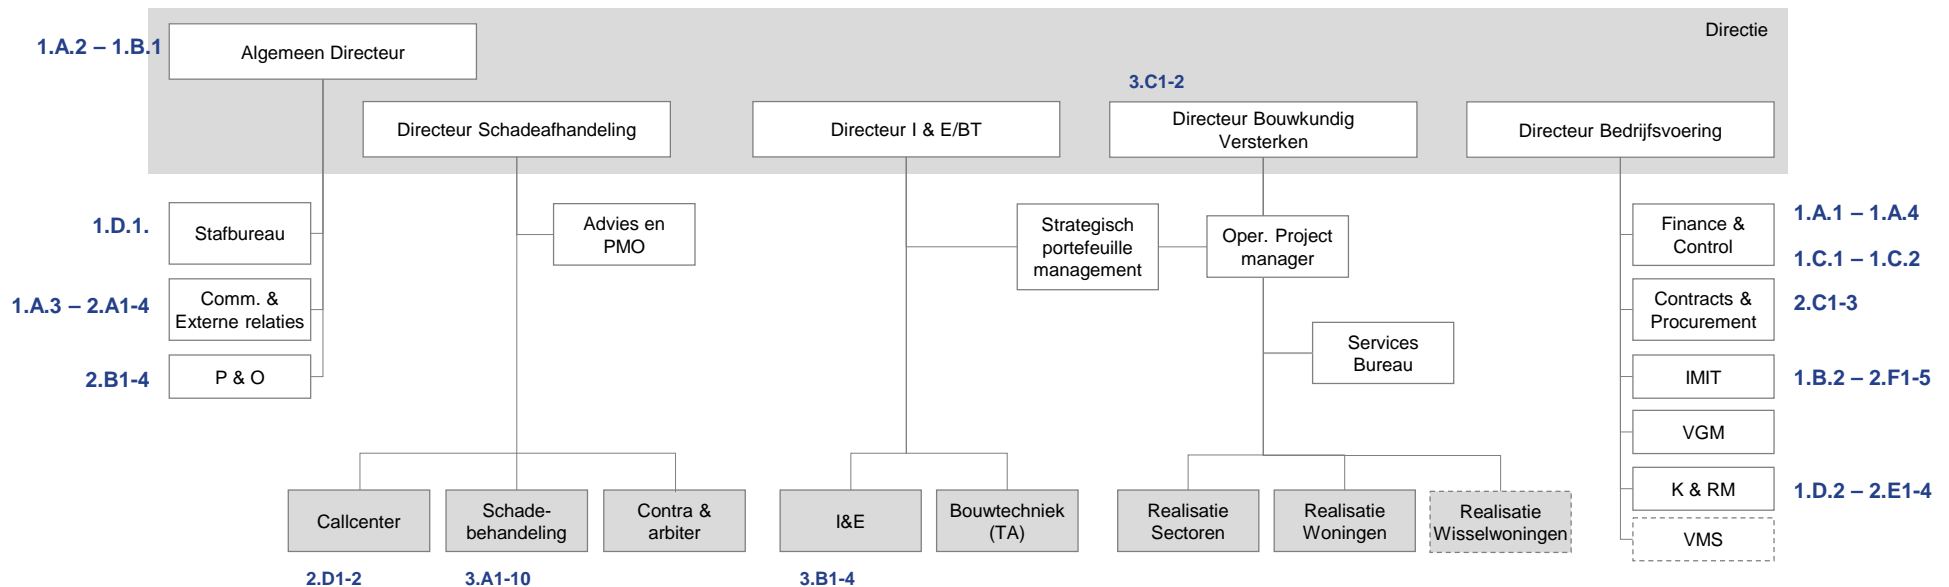 Directie
1.A.2 – 1.B.1
Algemeen Directeur
3.C1-2
Directeur Schadeafhandeling
Directeur I & E/BT
Directeur Bouwkundig
Versterken
Directeur Bedrijfsvoering
1.D.1.
Stafbureau
Advies en
PMO
Strategisch
portefeuille
management
Oper. Project
manager
Finance &
Control
1.A.1 – 1.A.4
1.C.1 – 1.C.2
1.A.3 – 2.A1-4
Comm. &
Externe relaties
Contracts &
Procurement
2.C1-3
Services
Bureau
2.B1-4
P & O
IMIT
1.B.2 – 2.F1-5
VGM
K & RM
1.D.2 – 2.E1-4
VMS
Callcenter
Schade-
behandeling
Contra &
arbiter
I&E
Bouwtechniek
(TA)
Realisatie
Sectoren
Realisatie
Woningen
Realisatie
Wisselwoningen
2.D1-2
3.A1-10
3.B1-4